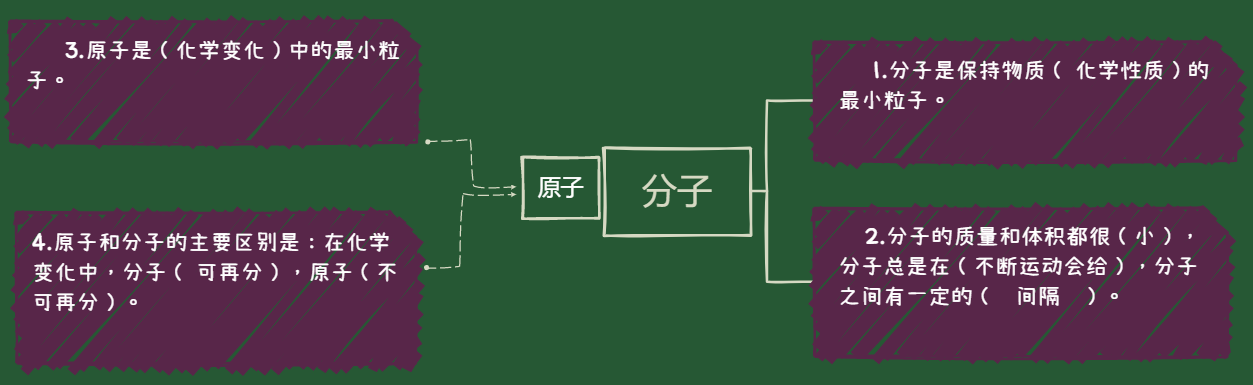 3.原子是（化学变化）中的最小粒
子。
4.原子和分子的主要区别是：在化学
变化中，分子（ 可再分），原子（不
可再分）。
原子
分子
1.分子是保持物质（ 化学性质）的
最小粒子。
2.分子的质量和体积都很（小），
分子总是在（不断运动会给），分子
之间有一定的（ 间隔 ）。